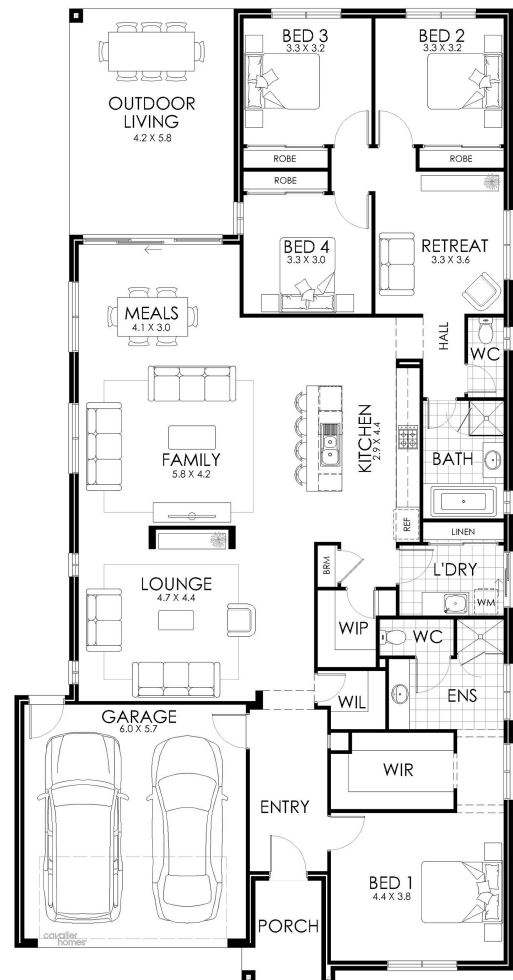 BED 3
3.3 X 3.2
BED 2
3.3 X 3.2
OUTDOOR
LIVING
4.2 X 5.8
ROBE
ROBE
ROBE
BED 4
3.3 X 3.0
RETREAT
3.3 X 3.6
MEALS
4.1 X 3.0
HALL
WC
KITCHEN
2.9 X 4.4
FAMILY
5.8 X 4.2
BATH
REF
LINEN
LOUNGE
4.7 X 4.4
BRM
L'DRY
WM
WIP
WC
WIL
ENS
GARAGE
6.0 X 5.7
WIR
ENTRY
BED 1
4.4 X 3.8
PORCH
cavalier
homes